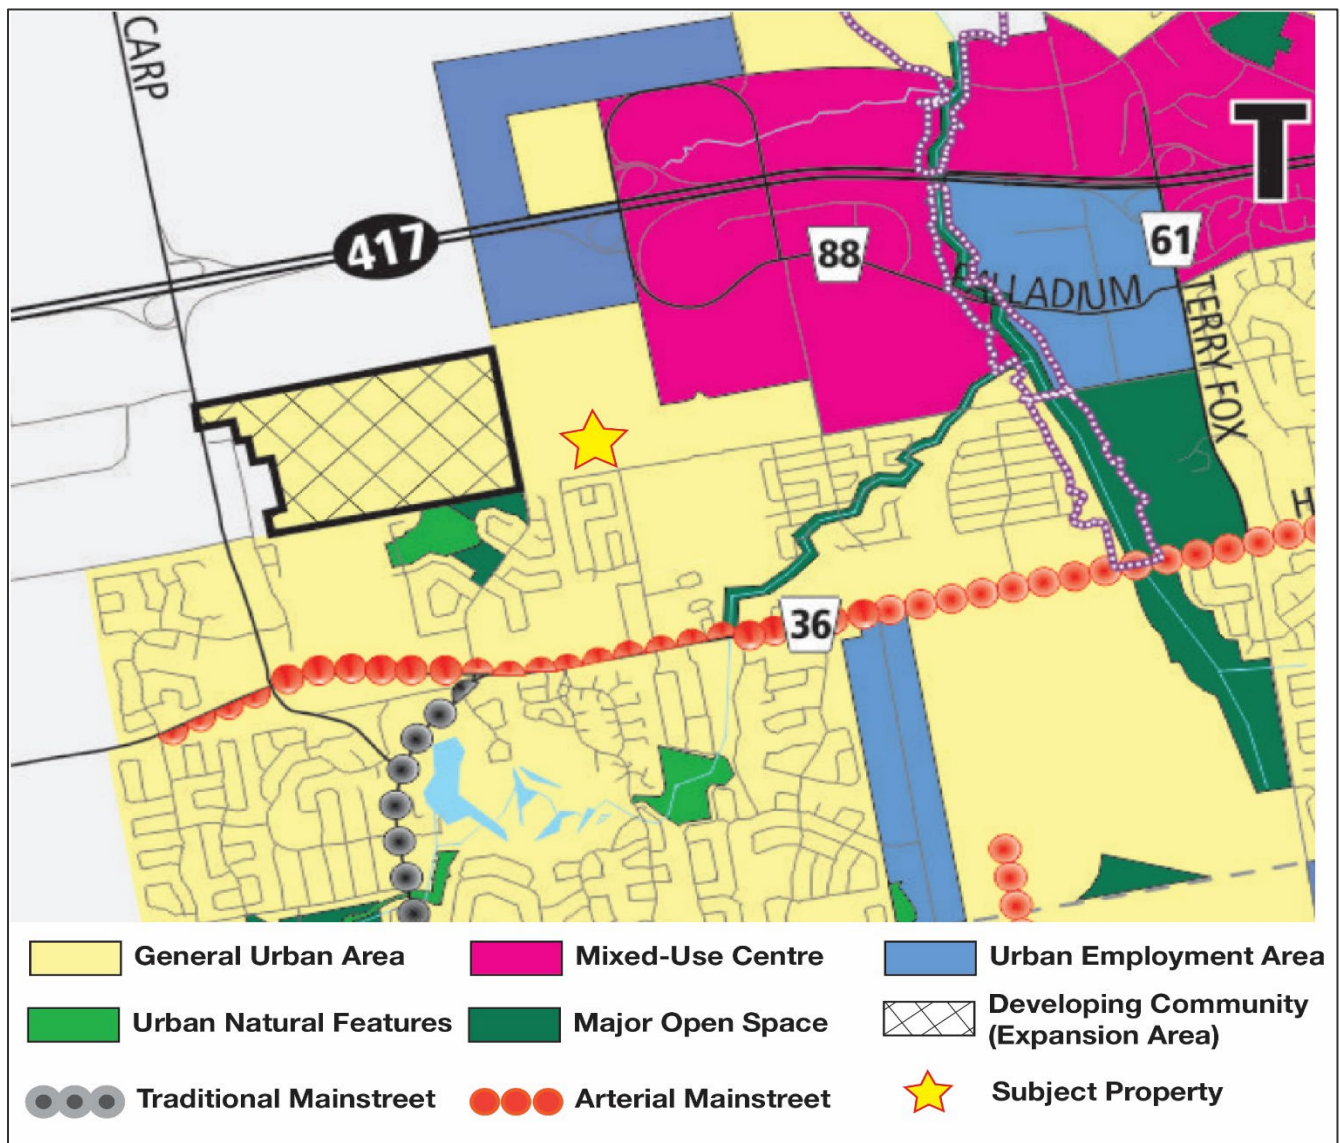 CARP
T
417
88
61
PALLADIUM
TERRY FOX
H
36
General Urban Area
Mixed-Use Centre
Urban Employment Area
Urban Natural Features
Major Open Space
Developing Community
(Expansion Area)
Traditional Mainstreet
Arterial Mainstreet
Subject Property